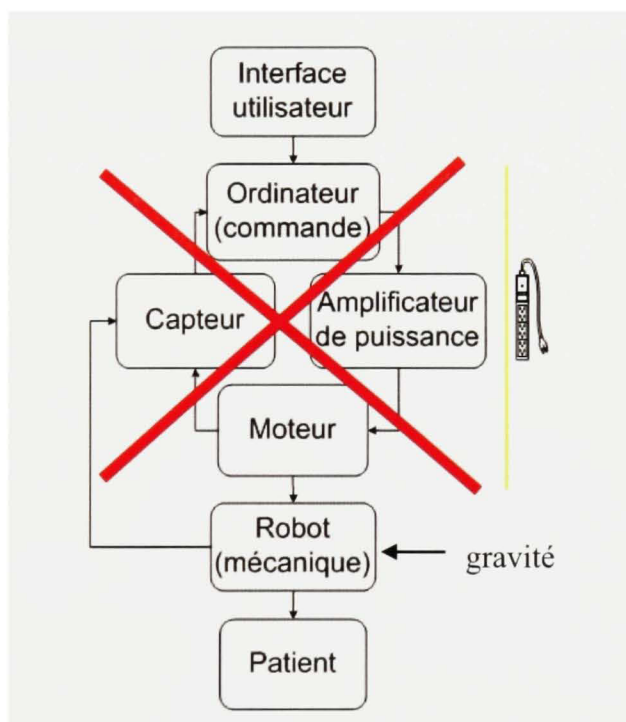 Interface
utilisateur
Ordinateur
(commande)
Capteur
Amplificateur
de puissance
Moteur
Robot
(mécanique)
gravité
Patient